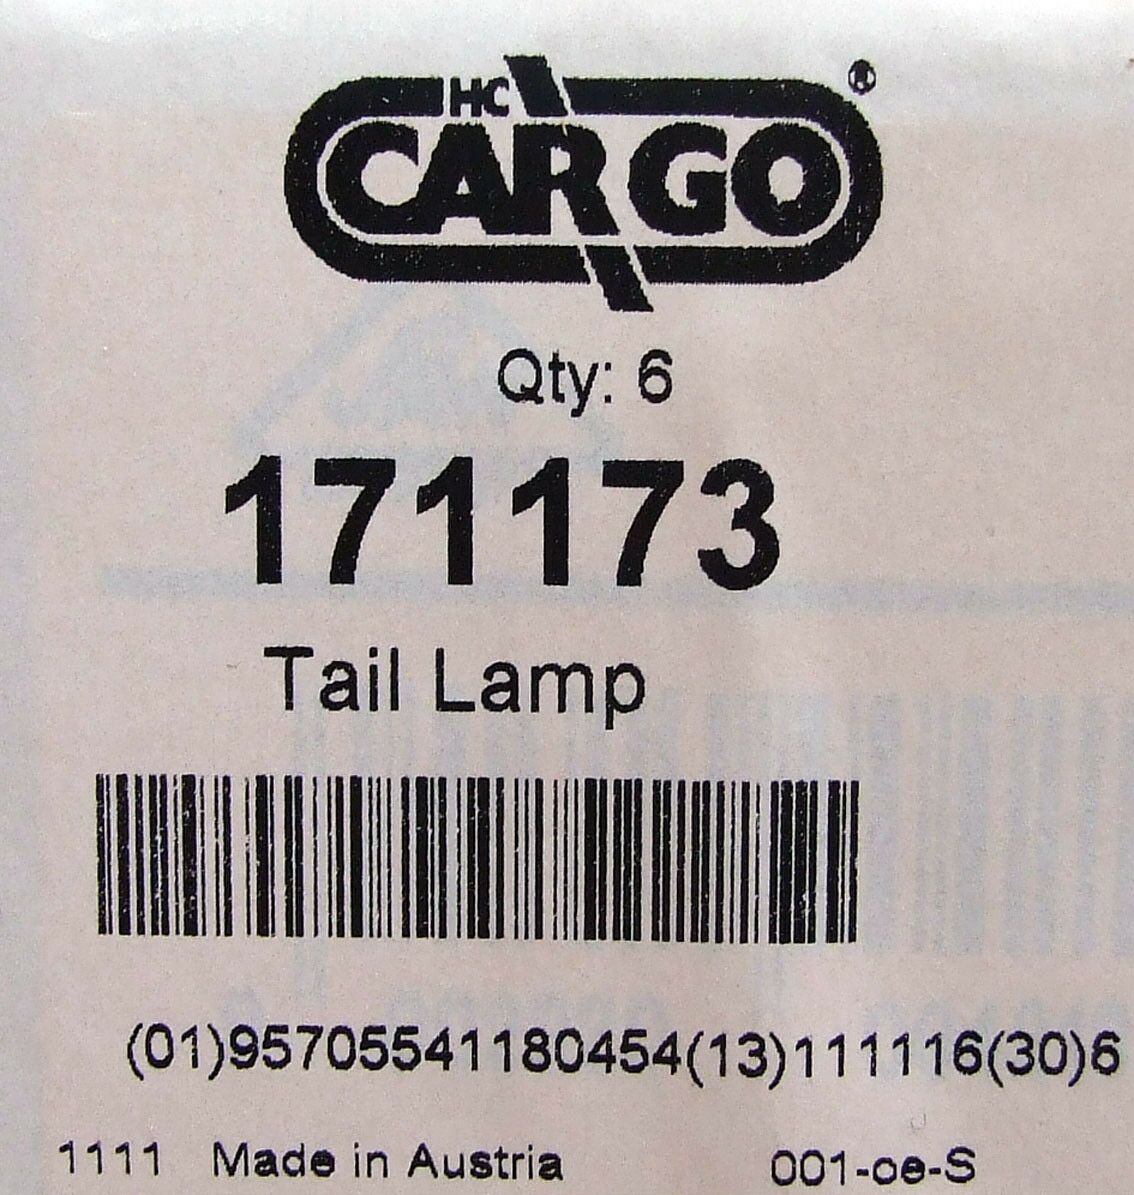 HC
CARGO®
Qty: 6
171173
Tail Lamp
(01)95705541180454(13)111116(30)6
1111 Made in Austria 001-oe-S